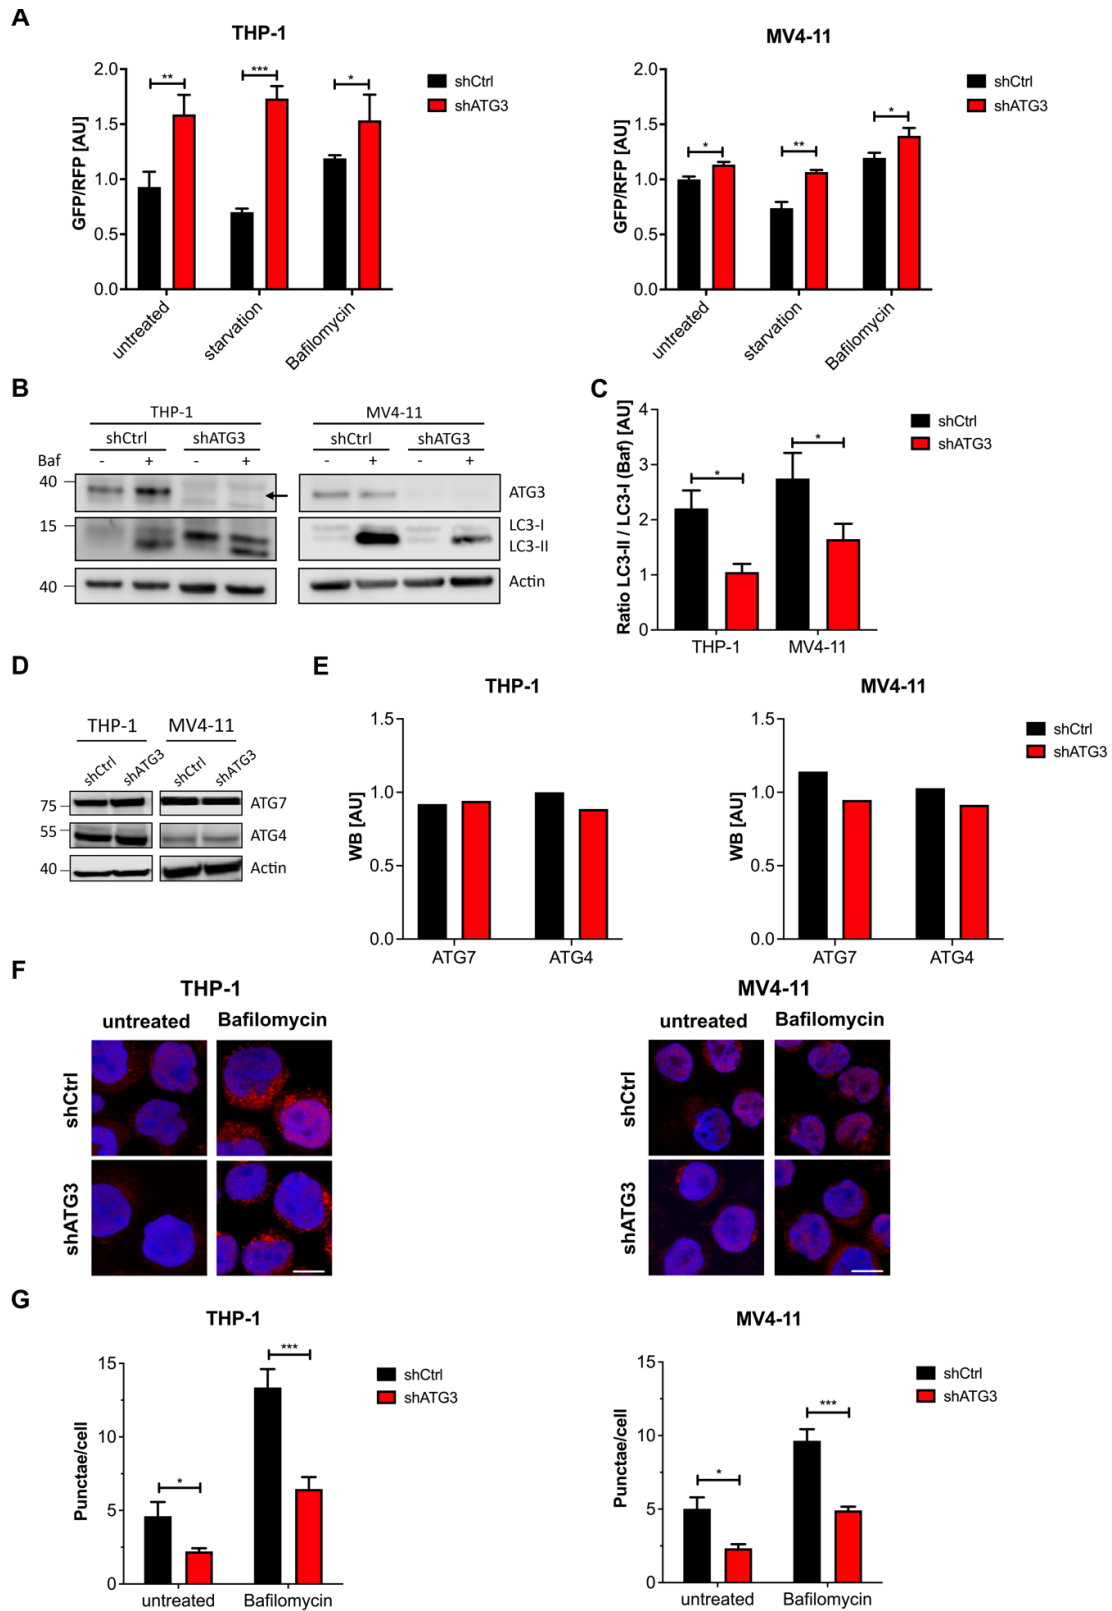 A
THP-1
MV4-11
GFP/RFP [AU]
2.0
1.5
1.0
0.5
0.0
**
***
*
shCtrl
shATG3
untreated
starvation
Bafilomycin
GFP/RFP [AU]
2.0
1.5
1.0
0.5
0.0
*
**
*
shCtrl
shATG3
untreated
starvation
Bafilomycin
B
THP-1
MV4-11
shCtrl
shATG3
shCtrl
shATG3
Baf
-
+
-
+
-
+
-
+
40
ATG3
15
LC3-I
LC3-II
40
Actin
C
Ratio LC3-II / LC3-I (Baf) [AU]
4
3
2
1
0
*
*
shCtrl
shATG3
THP-1
MV4-11
D
THP-1
MV4-11
shCtrl
shATG3
shCtrl
shATG3
75
ATG7
55
ATG4
40
Actin
E
THP-1
MV4-11
WB [AU]
1.5
1.0
0.5
0.0
ATG7
ATG4
WB [AU]
1.5
1.0
0.5
0.0
ATG7
ATG4
shCtrl
shATG3
F
THP-1
MV4-11
untreated
Bafilomycin
untreated
Bafilomycin
shCtrl
shATG3
shCtrl
shATG3
G
THP-1
MV4-11
Punctae/cell
15
10
5
0
*
***
shCtrl
shATG3
untreated
Bafilomycin
Punctae/cell
15
10
5
0
*
***
shCtrl
shATG3
untreated
Bafilomycin